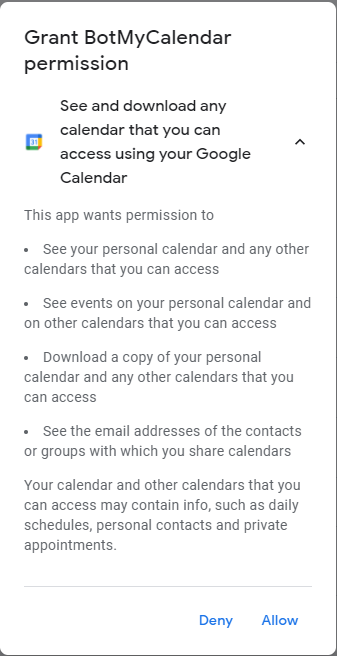 Grant BotMyCalendar
permission
See and download any
calendar that you can
31
access using your Google
Calendar
This app wants permission to
• See your personal calendar and any other
calendars that you can access
• See events on your personal calendar and
on other calendars that you can access
• Download a copy of your personal
calendar and any other calendars that you
can access
• See the email addresses of the contacts
or groups with which you share calendars
Your calendar and other calendars that you
can access may contain info, such as daily
schedules, personal contacts and private
appointments.
Deny Allow